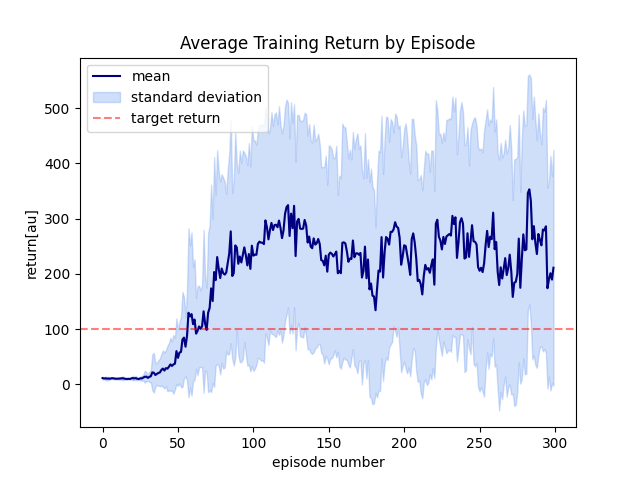 Average Training Return by Episode
mean
standard deviation
target return
return[au]
500
400
300
200
100
0
0 50 100 150 200 250 300
episode number